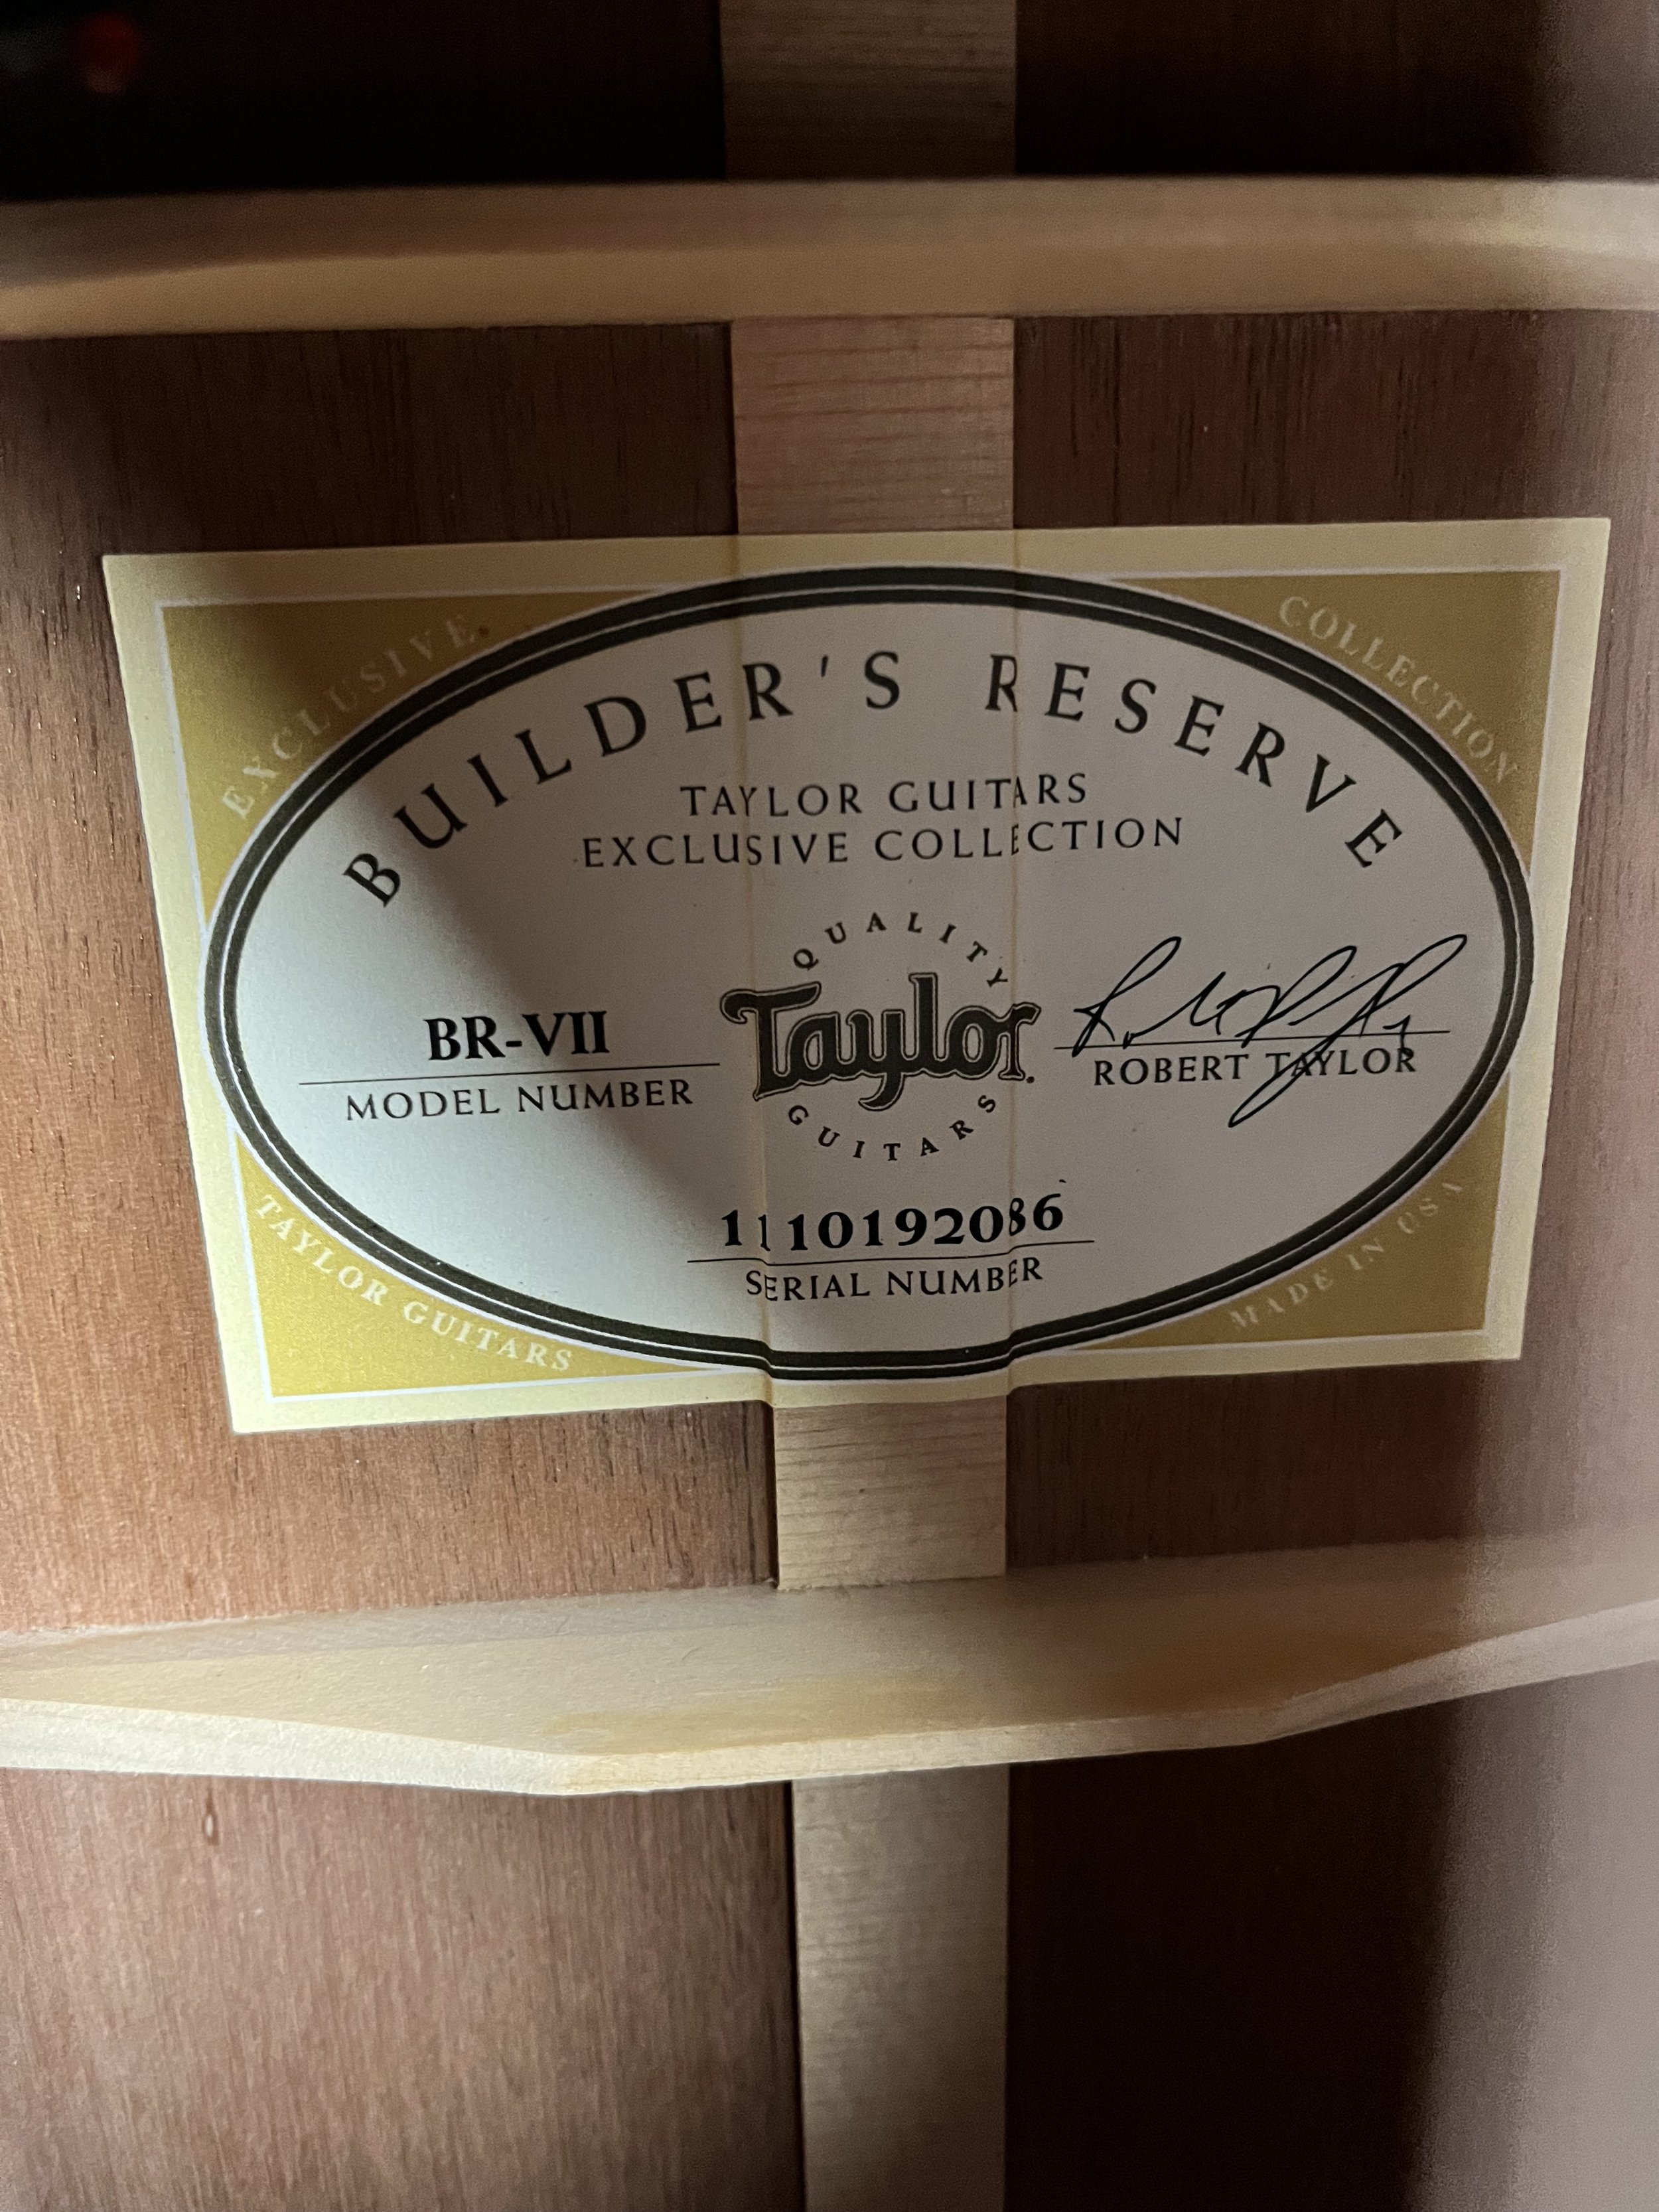 EXCLUSIVE
COLLECTION
BUILDER'S RESERVE
TAYLOR GUITARS
EXCLUSIVE COLLECTION
QUALITY
Taylor
GUITARS
BR-VII
MODEL NUMBER
ROBERT TAYLOR
1110192086
SERIAL NUMBER
TAYLOR GUITARS
MADE IN USA